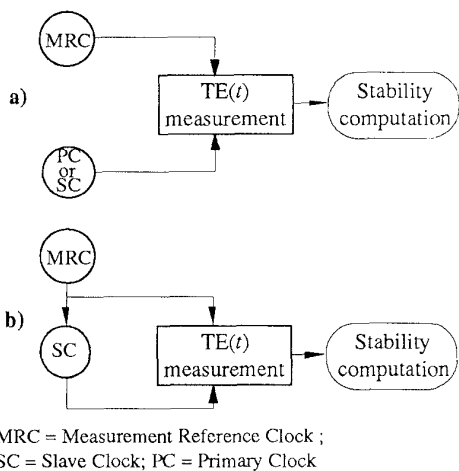 MRC
a)
TE(t)
measurement
Stability
computation
PC
or
SC
MRC
b)
SC
TE(t)
measurement
Stability
computation
MRC = Measurement Reference Clock ;
SC = Slave Clock; PC = Primary Clock